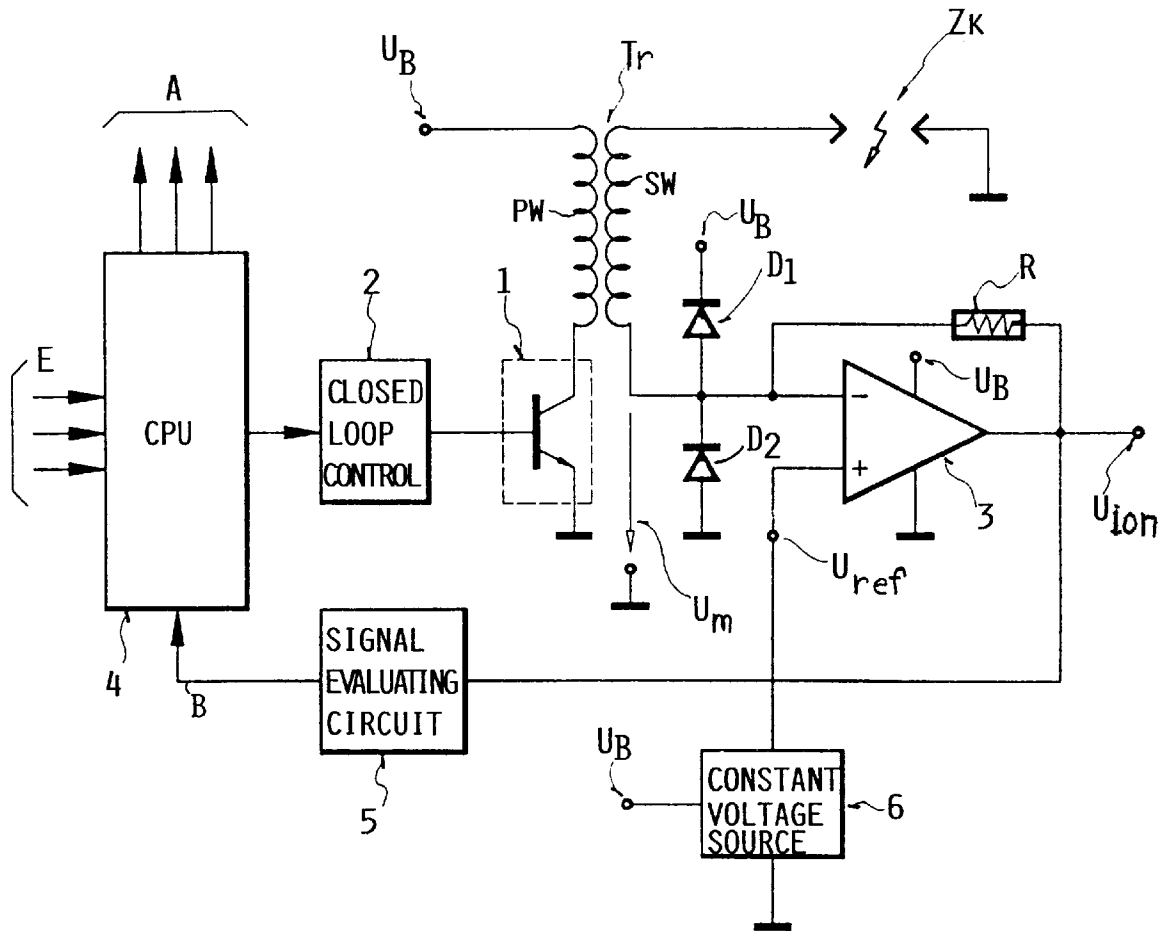 ZK
UB
Tr
A
SW
PW
UB
D1
R
2
1
E
UB
CLOSED
LOOP
CONTROL
CPU
−
D2
+
3
Uion
Uref
Um
SIGNAL
EVALUATING
CIRCUIT
4
B
UB
CONSTANT
VOLTAGE
SOURCE
6
5